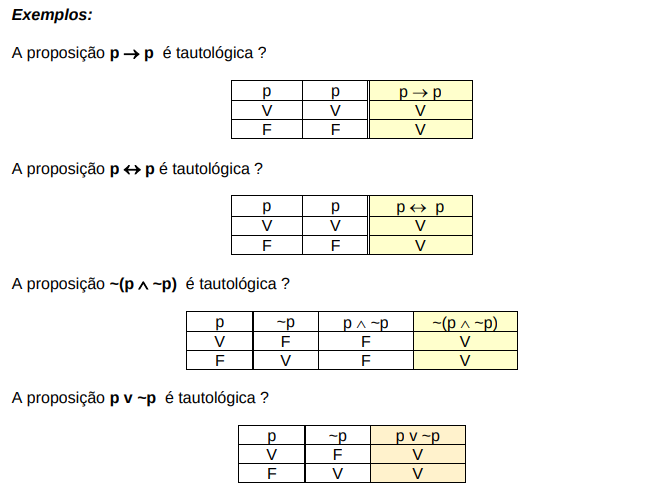 Exemplos:
A proposição p → p é tautológica ?
p p p → p
V V V
F F V
A proposição p ↔ p é tautológica ?
p p p ↔ p
V V V
F F V
A proposição ~(p ∧ ~p) é tautológica ?
p ~p p ∧ ~p ~(p ∧ ~p)
V F F V
F V F V
A proposição p v ~p é tautológica ?
p ~p p v ~p
V F V
F V V